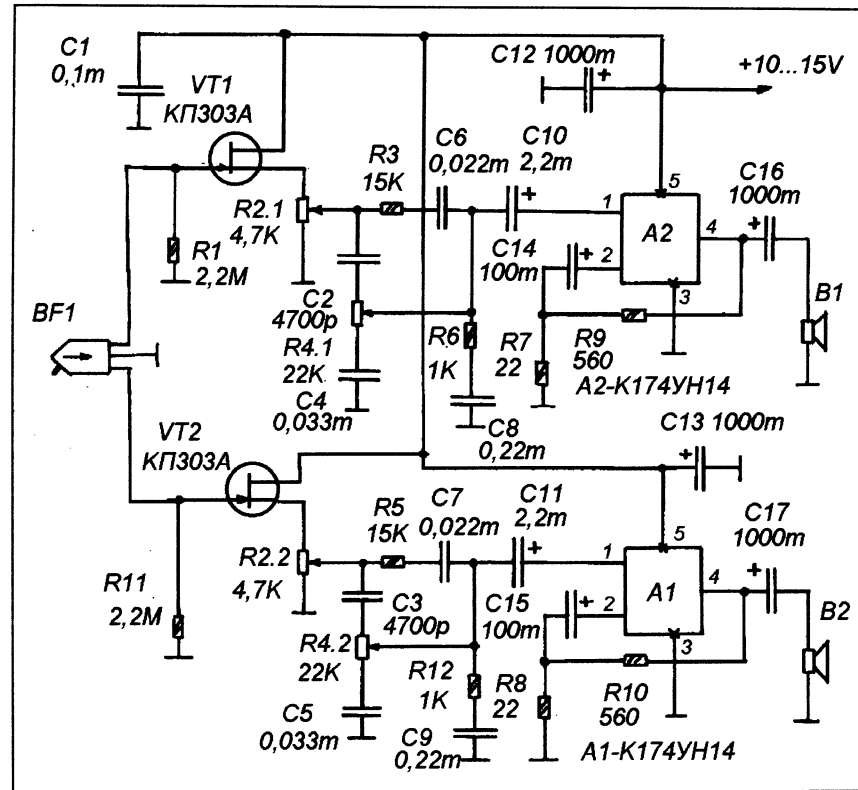 C1
0,1m
VT1
КП303А
C12 1000m
+10...15V
R3
15K
C6
0,022m
C10
2,2m
C16
1000m
R2.1
4,7K
R1
2,2M
1
5
A2
4
2
3
C14
100m
BF1
C2
4700p
R4.1
22K
C4
0,033m
R6
1K
R7
22
R9
560
B1
A2-К174УН14
C8
0,22m
C13 1000m
VT2
КП303А
R5
15K
C7
0,022m
C11
2,2m
C17
1000m
R2.2
4,7K
R11
2,2M
1
5
A1
4
2
3
C3
4700p
C15
100m
B2
R4.2
22K
R12
1K
R8
22
R10
560
C5
0,033m
C9
0,22m
A1-К174УН14